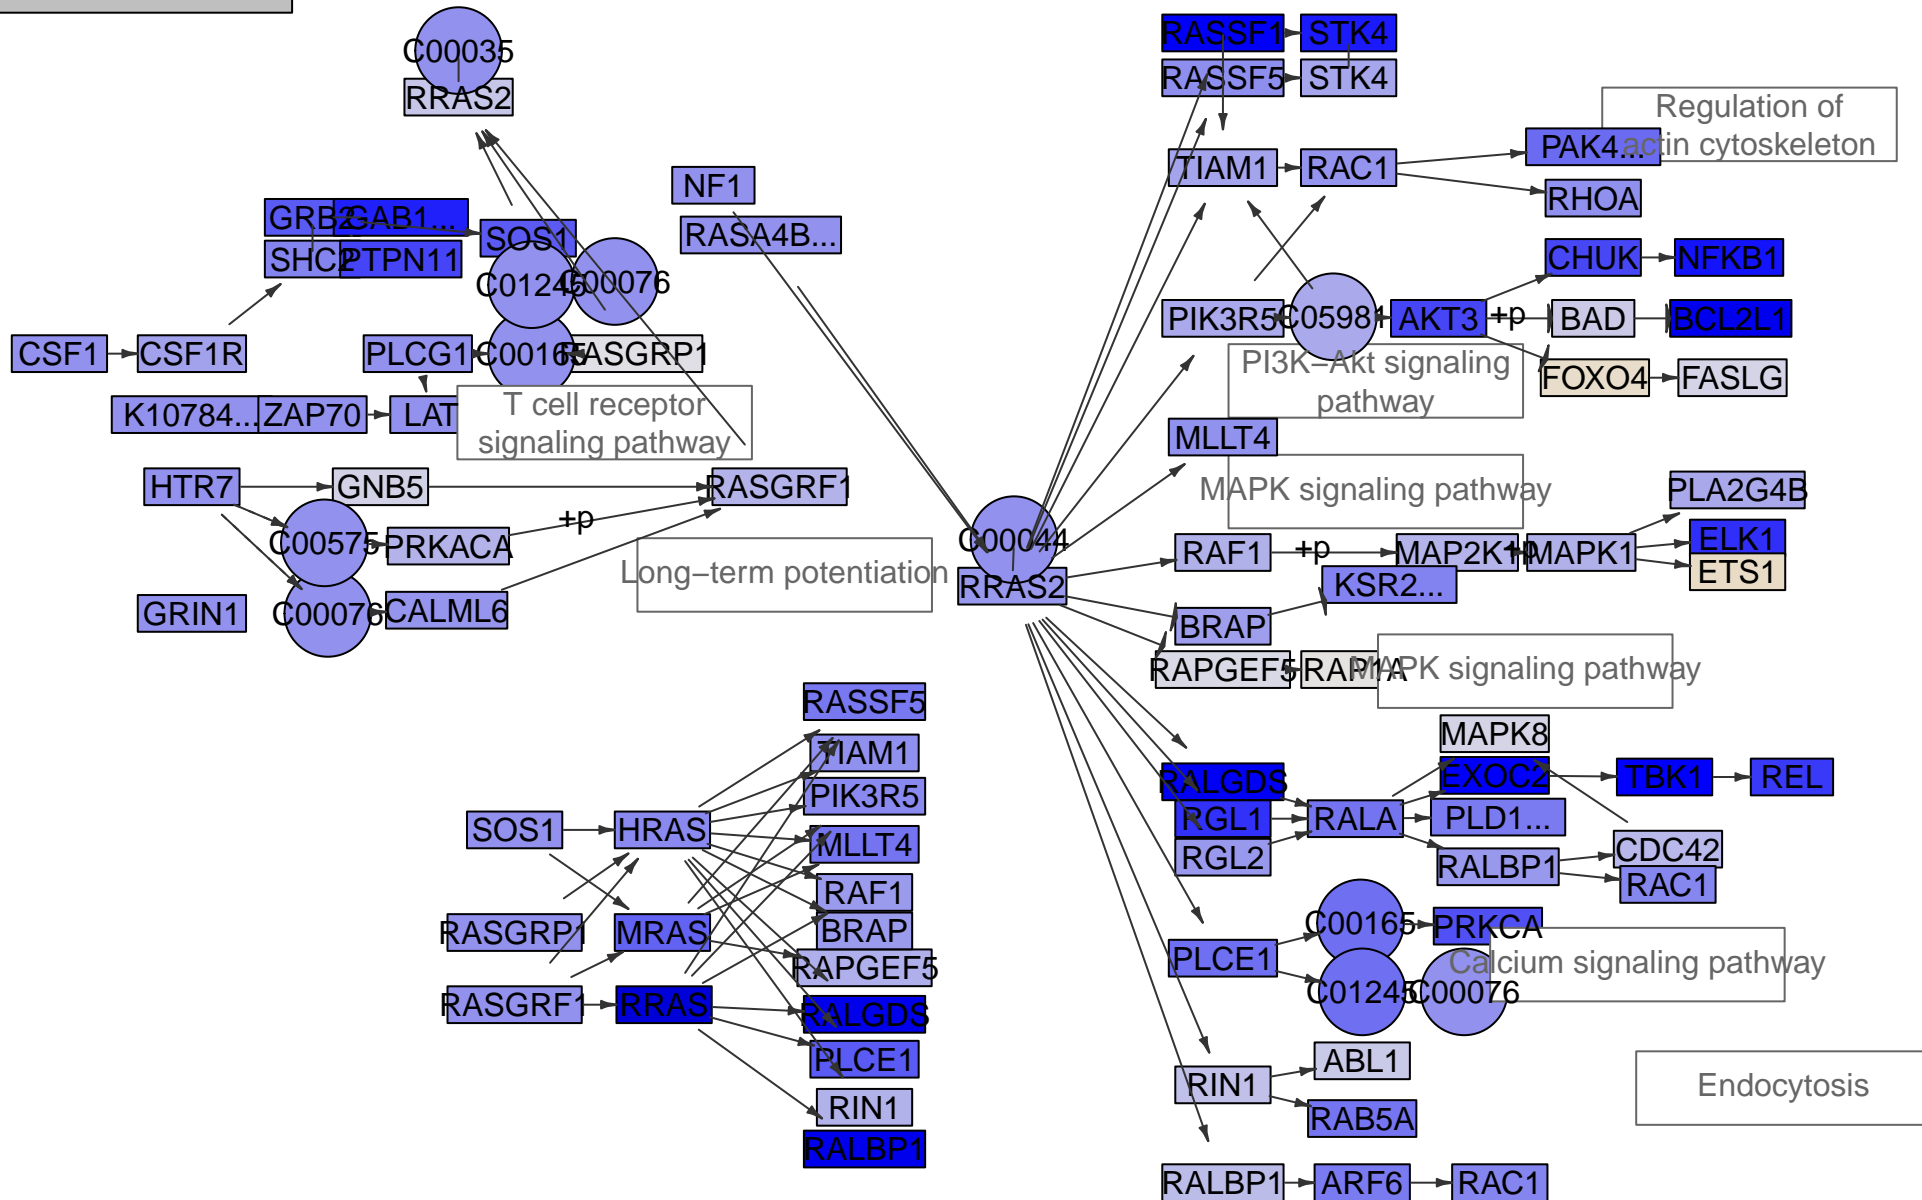 C00035
RRAS2
NF1
RASA4B...
GRB2
GAB1...
SOS1
SHC2
PTPN11
C01245
C00076
CSF1
CSF1R
PLCG1
C00165
RASGRP1
K10784...
ZAP70
LAT
T cell receptor
signaling pathway
HTR7
GNB5
RASGRF1
C00575
PRKACA
+p
Long−term potentiation
GRIN1
C00076
CALML6
C00044
RRAS2
RASSF1
STK4
RASSF5
STK4
Regulation of
actin cytoskeleton
PAK4...
TIAM1
RAC1
RHOA
CHUK
NFKB1
PIK3R5
C05981
AKT3
+p
BAD
BCL2L1
PI3K−Akt signaling
pathway
FOXO4
FASLG
MLLT4
MAPK signaling pathway
PLA2G4B
RAF1
+p
MAP2K1
+p
MAPK1
ELK1
ETS1
KSR2...
BRAP
RAPGEF5
RAP1A
MAPK signaling pathway
RASSF5
TIAM1
PIK3R5
SOS1
HRAS
MLLT4
RAF1
RASGRP1
MRAS
BRAP
RAPGEF5
RASGRF1
RRAS
RALGDS
PLCE1
RIN1
RALBP1
MAPK8
RALGDS
EXOC2
TBK1
REL
RGL1
RALA
PLD1...
RGL2
RALBP1
CDC42
RAC1
C00165
PRKCA
PLCE1
Calcium signaling pathway
C01245
C00076
ABL1
RIN1
RAB5A
Endocytosis
RALBP1
ARF6
RAC1